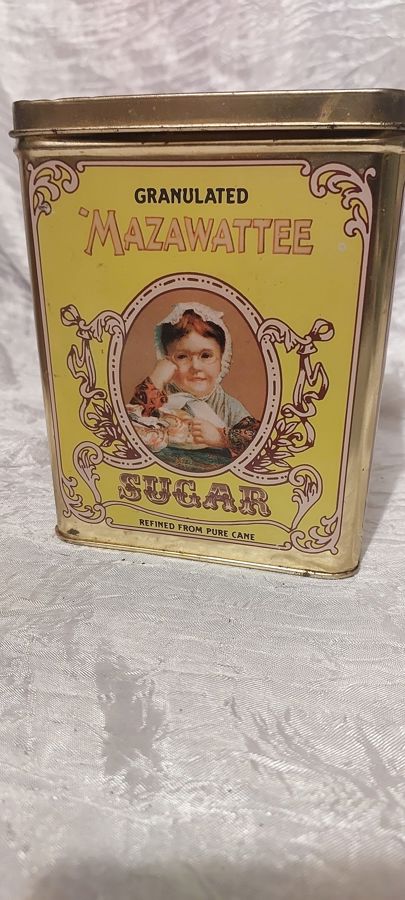 GRANULATED
'MAZAWATTEE
SUGAR
REFINED FROM PURE CANE